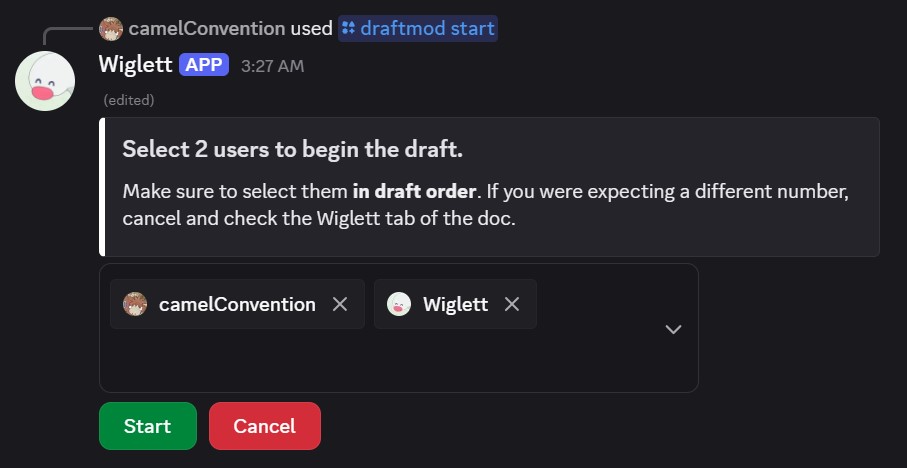 camelConvention used draftmod start
Wiglett APP 3:27 AM
(edited)
Select 2 users to begin the draft.
Make sure to select them in draft order. If you were expecting a different number,
cancel and check the Wiglett tab of the doc.
camelConvention Wiglett
Start Cancel